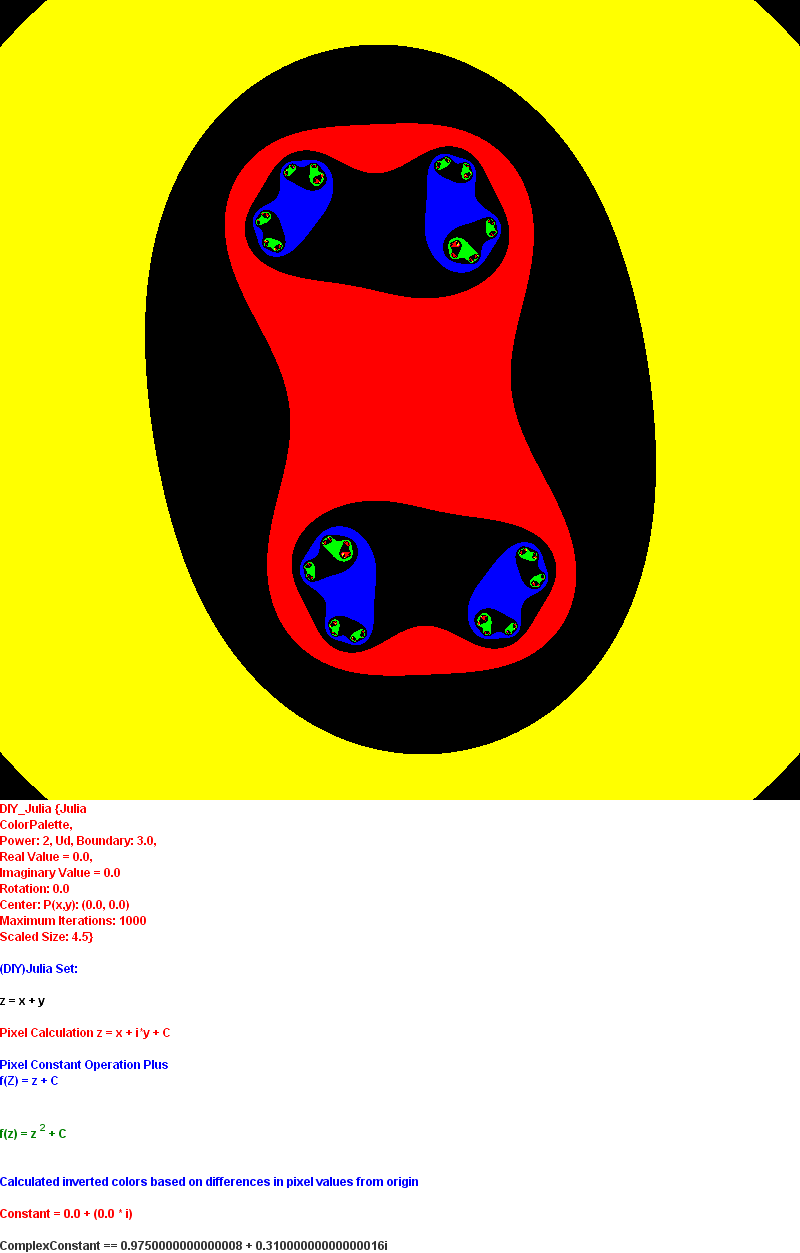 DIY_Julia {Julia
ColorPalette,
Power: 2, Ud, Boundary: 3.0,
Real Value = 0.0,
Imaginary Value = 0.0
Rotation: 0.0
Center: P(x,y): (0.0, 0.0)
Maximum Iterations: 1000
Scaled Size: 4.5}
(DIY)Julia Set:
z = x + y
Pixel Calculation z = x + i*y + C
Pixel Constant Operation Plus
f(Z) = z + C
f(z) = z 2 + C
Calculated inverted colors based on differences in pixel values from origin
Constant = 0.0 + (0.0 * i)
ComplexConstant == 0.9750000000000008 + 0.31000000000000016i